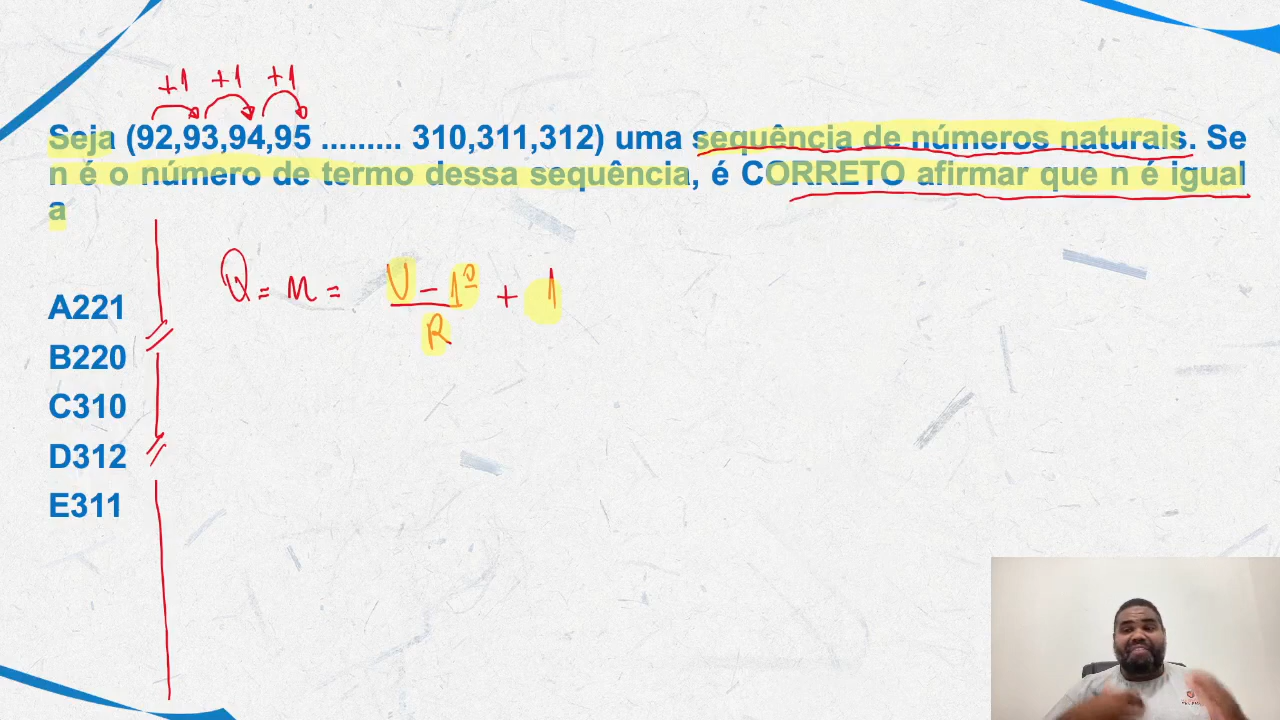 +1 +1 +1
Seja (92,93,94,95 ......... 310,311,312) uma sequência de números naturais. Se
n é o número de termo dessa sequência, é CORRETO afirmar que n é igual
a
Q = n = U - 1º + 1
R
A221
B220
C310
D312
E311